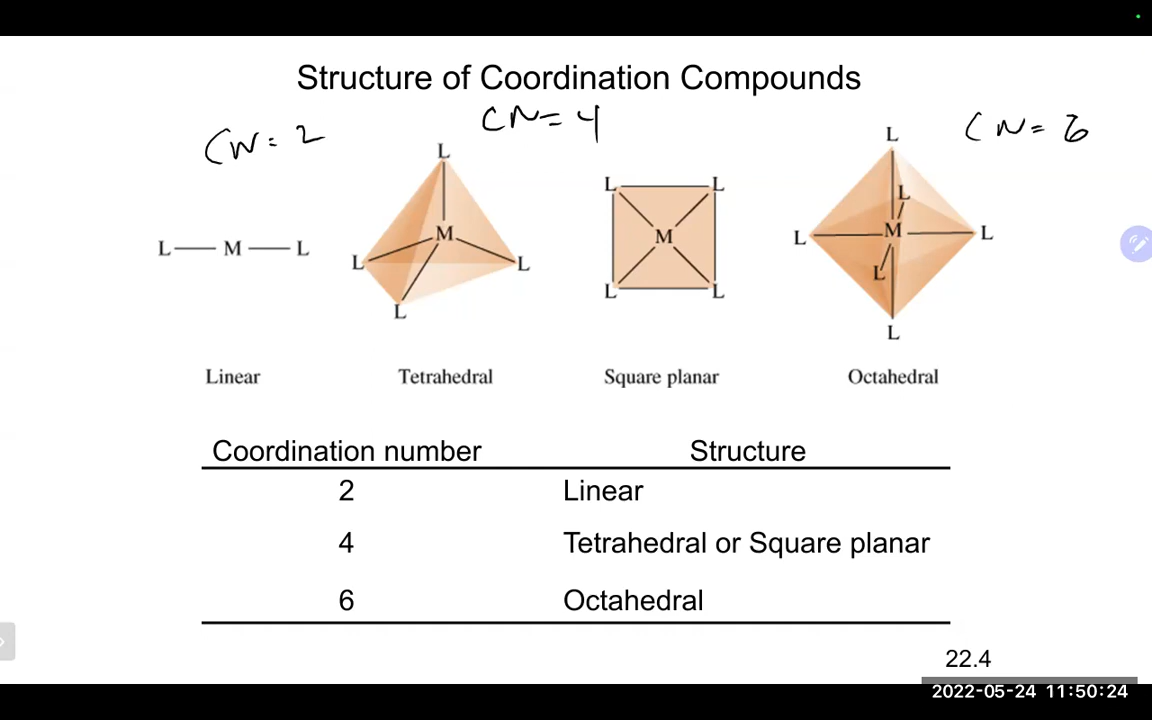 Structure of Coordination Compounds
CN = 2
CN = 4
CN = 6
L
L
L
L
M
L
M
L
L
L
L
M
L
L
L
L
L
M
L
L
L
Linear
Tetrahedral
Square planar
Octahedral
Coordination number Structure
2 Linear
4 Tetrahedral or Square planar
6 Octahedral
22.4
2022-05-24 11:50:24